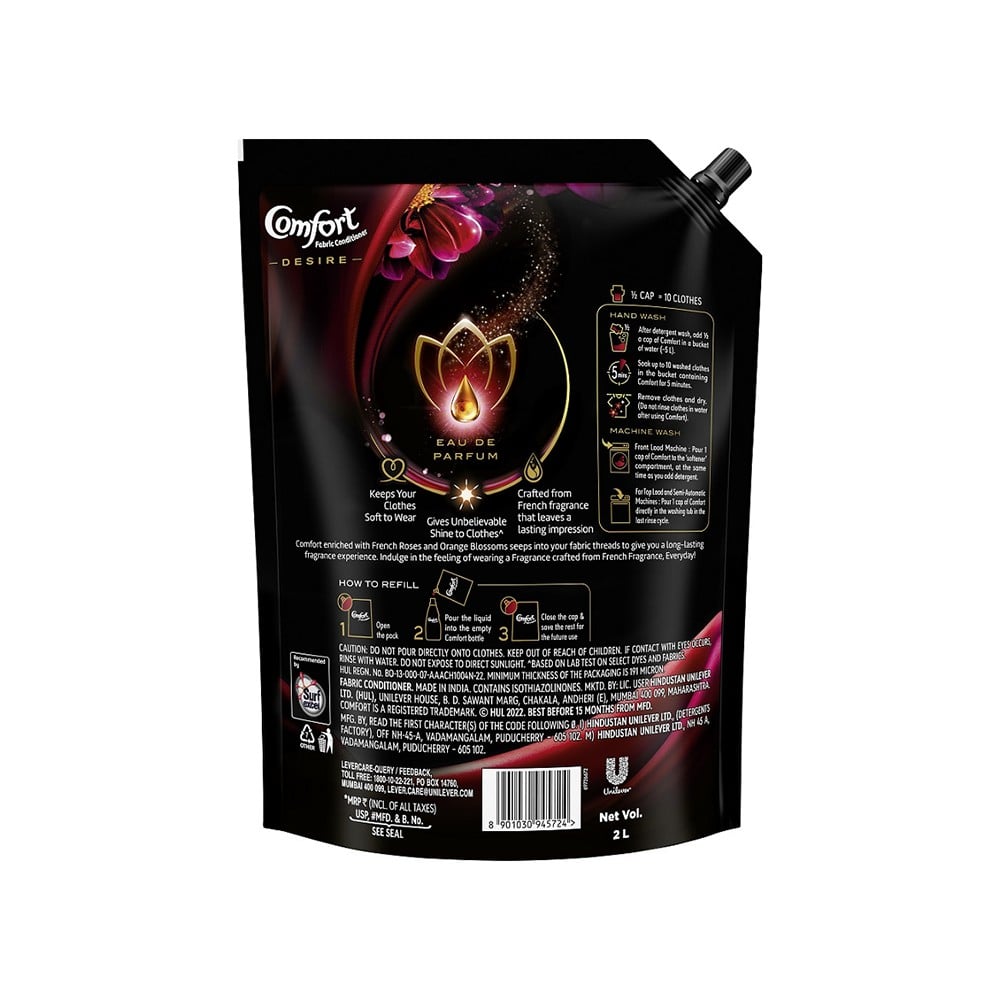 Comfort
Fabric Conditioner
DESIRE
EAU DE
PARFUM
Keeps Your
Clothes
Soft to Wear
Gives Unbelievable
Shine to Clothes^
Crafted from
French fragrance
that leaves a
lasting impression
½ CAP = 10 CLOTHES
HAND WASH
½
After detergent wash, add ½
a cap of Comfort in a bucket
of water (~5 L).
5 mins
Soak up to 10 washed clothes
in the bucket containing
Comfort for 5 minutes.
Remove clothes and dry.
(Do not rinse clothes in water
after using Comfort).
MACHINE WASH
Front Load Machine : Pour 1
cap of Comfort to the 'softener'
compartment, at the same
time as you add detergent.
For Top Load and Semi-Automatic
Machines : Pour 1 cap of Comfort
directly in the washing tub in the
last rinse cycle.
Comfort enriched with French Roses and Orange Blossoms seeps into your fabric threads to give you a long-lasting
fragrance experience. Indulge in the feeling of wearing a Fragrance crafted from French Fragrance, Everyday!
HOW TO REFILL
Comfort
1 Open
the pack
Comfort
2 Pour the liquid
into the empty
Comfort bottle
Comfort
3 Close the cap &
save the rest for
the future use
CAUTION: DO NOT POUR DIRECTLY ONTO CLOTHES. KEEP OUT OF REACH OF CHILDREN. IF CONTACT WITH EYES OCCURS,
RINSE WITH WATER. DO NOT EXPOSE TO DIRECT SUNLIGHT. ^BASED ON LAB TEST ON SELECT DYES AND FABRICS.
HUL REGN. No. BO-13-000-07-AAACH1004N-22. MINIMUM THICKNESS OF THE PACKAGING IS 191 MICRON
FABRIC CONDITIONER. MADE IN INDIA. CONTAINS ISOTHIAZOLINONES. MKTD. BY: LIC. USER HINDUSTAN UNILEVER
LTD. (HUL), UNILEVER HOUSE, B. D. SAWANT MARG, CHAKALA, ANDHERI (E), MUMBAI 400 099, MAHARASHTRA.
COMFORT IS A REGISTERED TRADEMARK. © HUL 2022. BEST BEFORE 15 MONTHS FROM MFD.
MFG. BY, READ THE FIRST CHARACTER(S) OF THE CODE FOLLOWING @. I) HINDUSTAN UNILEVER LTD., (DETERGENTS
FACTORY), OFF NH-45-A, VADAMANGALAM, PUDUCHERRY - 605 102. M) HINDUSTAN UNILEVER LTD., NH 45 A,
VADAMANGALAM, PUDUCHERRY - 605 102.
Recommended
by
Surf
excel
OTHER
LEVERCARE-QUERY / FEEDBACK,
TOLL FREE: 1800-10-22-221, PO BOX 14760,
MUMBAI 400 099, LEVER.CARE@UNILEVER.COM
*MRP ₹ (INCL. OF ALL TAXES)
USP, #MFD. & B. No.
SEE SEAL
8 901030 945724 >
Unilever
Net Vol.
2 L